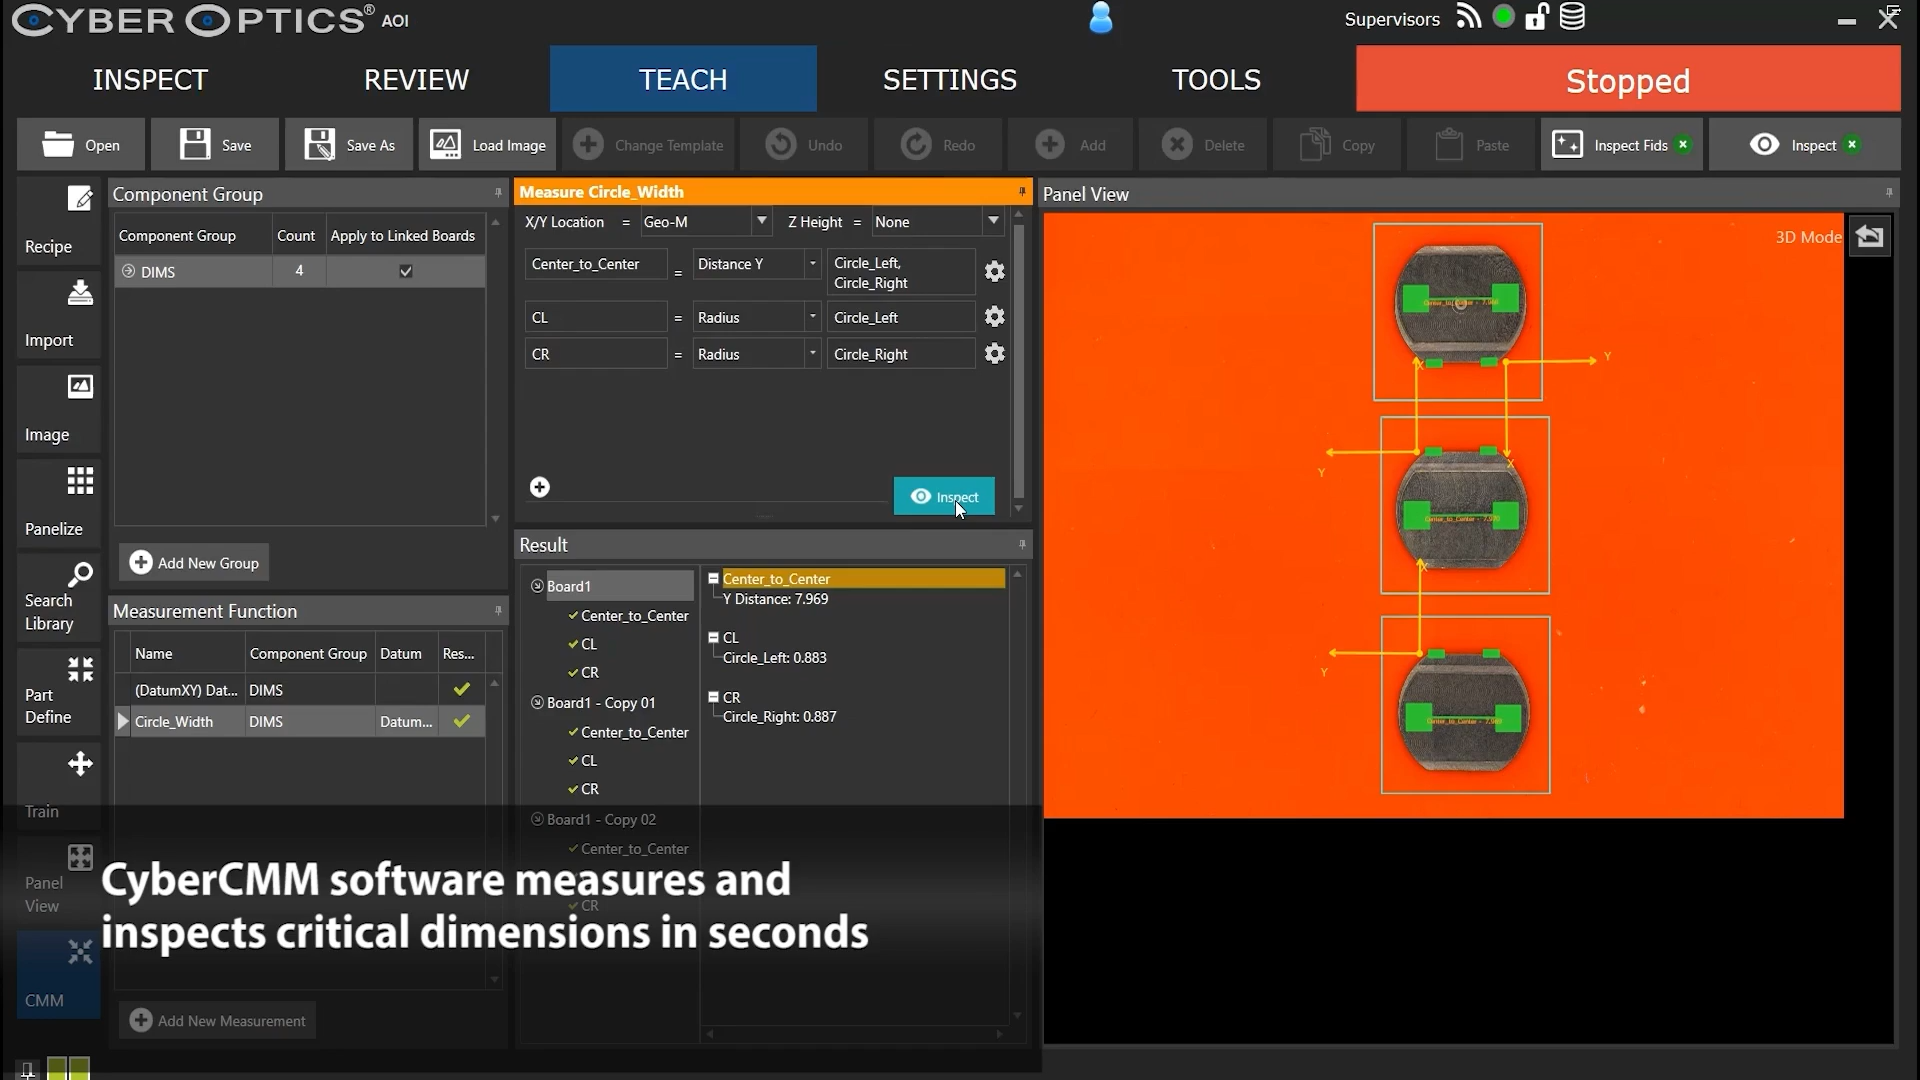 CYBEROPTICS® AOI
Supervisors
INSPECT
REVIEW
TEACH
SETTINGS
TOOLS
Stopped
Open
Save
Save As
Load Image
Change Template
Undo
Redo
Add
Delete
Copy
Paste
Inspect Fids
Inspect
Recipe
Import
Image
Panelize
Search
Library
Part
Define
Train
Panel
View
CMM
Component Group
Component Group Count Apply to Linked Boards
DIMS 4
Add New Group
Measurement Function
Name Component Group Datum Res...
(DatumXY) Dat... DIMS
Circle_Width DIMS Datum...
Add New Measurement
Measure Circle_Width
X/Y Location = Geo-M Z Height = None
Center_to_Center = Distance Y Circle_Left,
Circle_Right
CL = Radius Circle_Left
CR = Radius Circle_Right
Inspect
Result
Board1
Center_to_Center
CL
CR
Board1 - Copy 01
Center_to_Center
CL
CR
Board1 - Copy 02
Center_to_Center
CR
Center_to_Center
Y Distance: 7.969
CL
Circle_Left: 0.883
CR
Circle_Right: 0.887
Panel View
3D Mode
Center_to_Center
X
Y
Y
X
Center_to_Center
X
Y
Center_to_Center - 7.969
CyberCMM software measures and
inspects critical dimensions in seconds